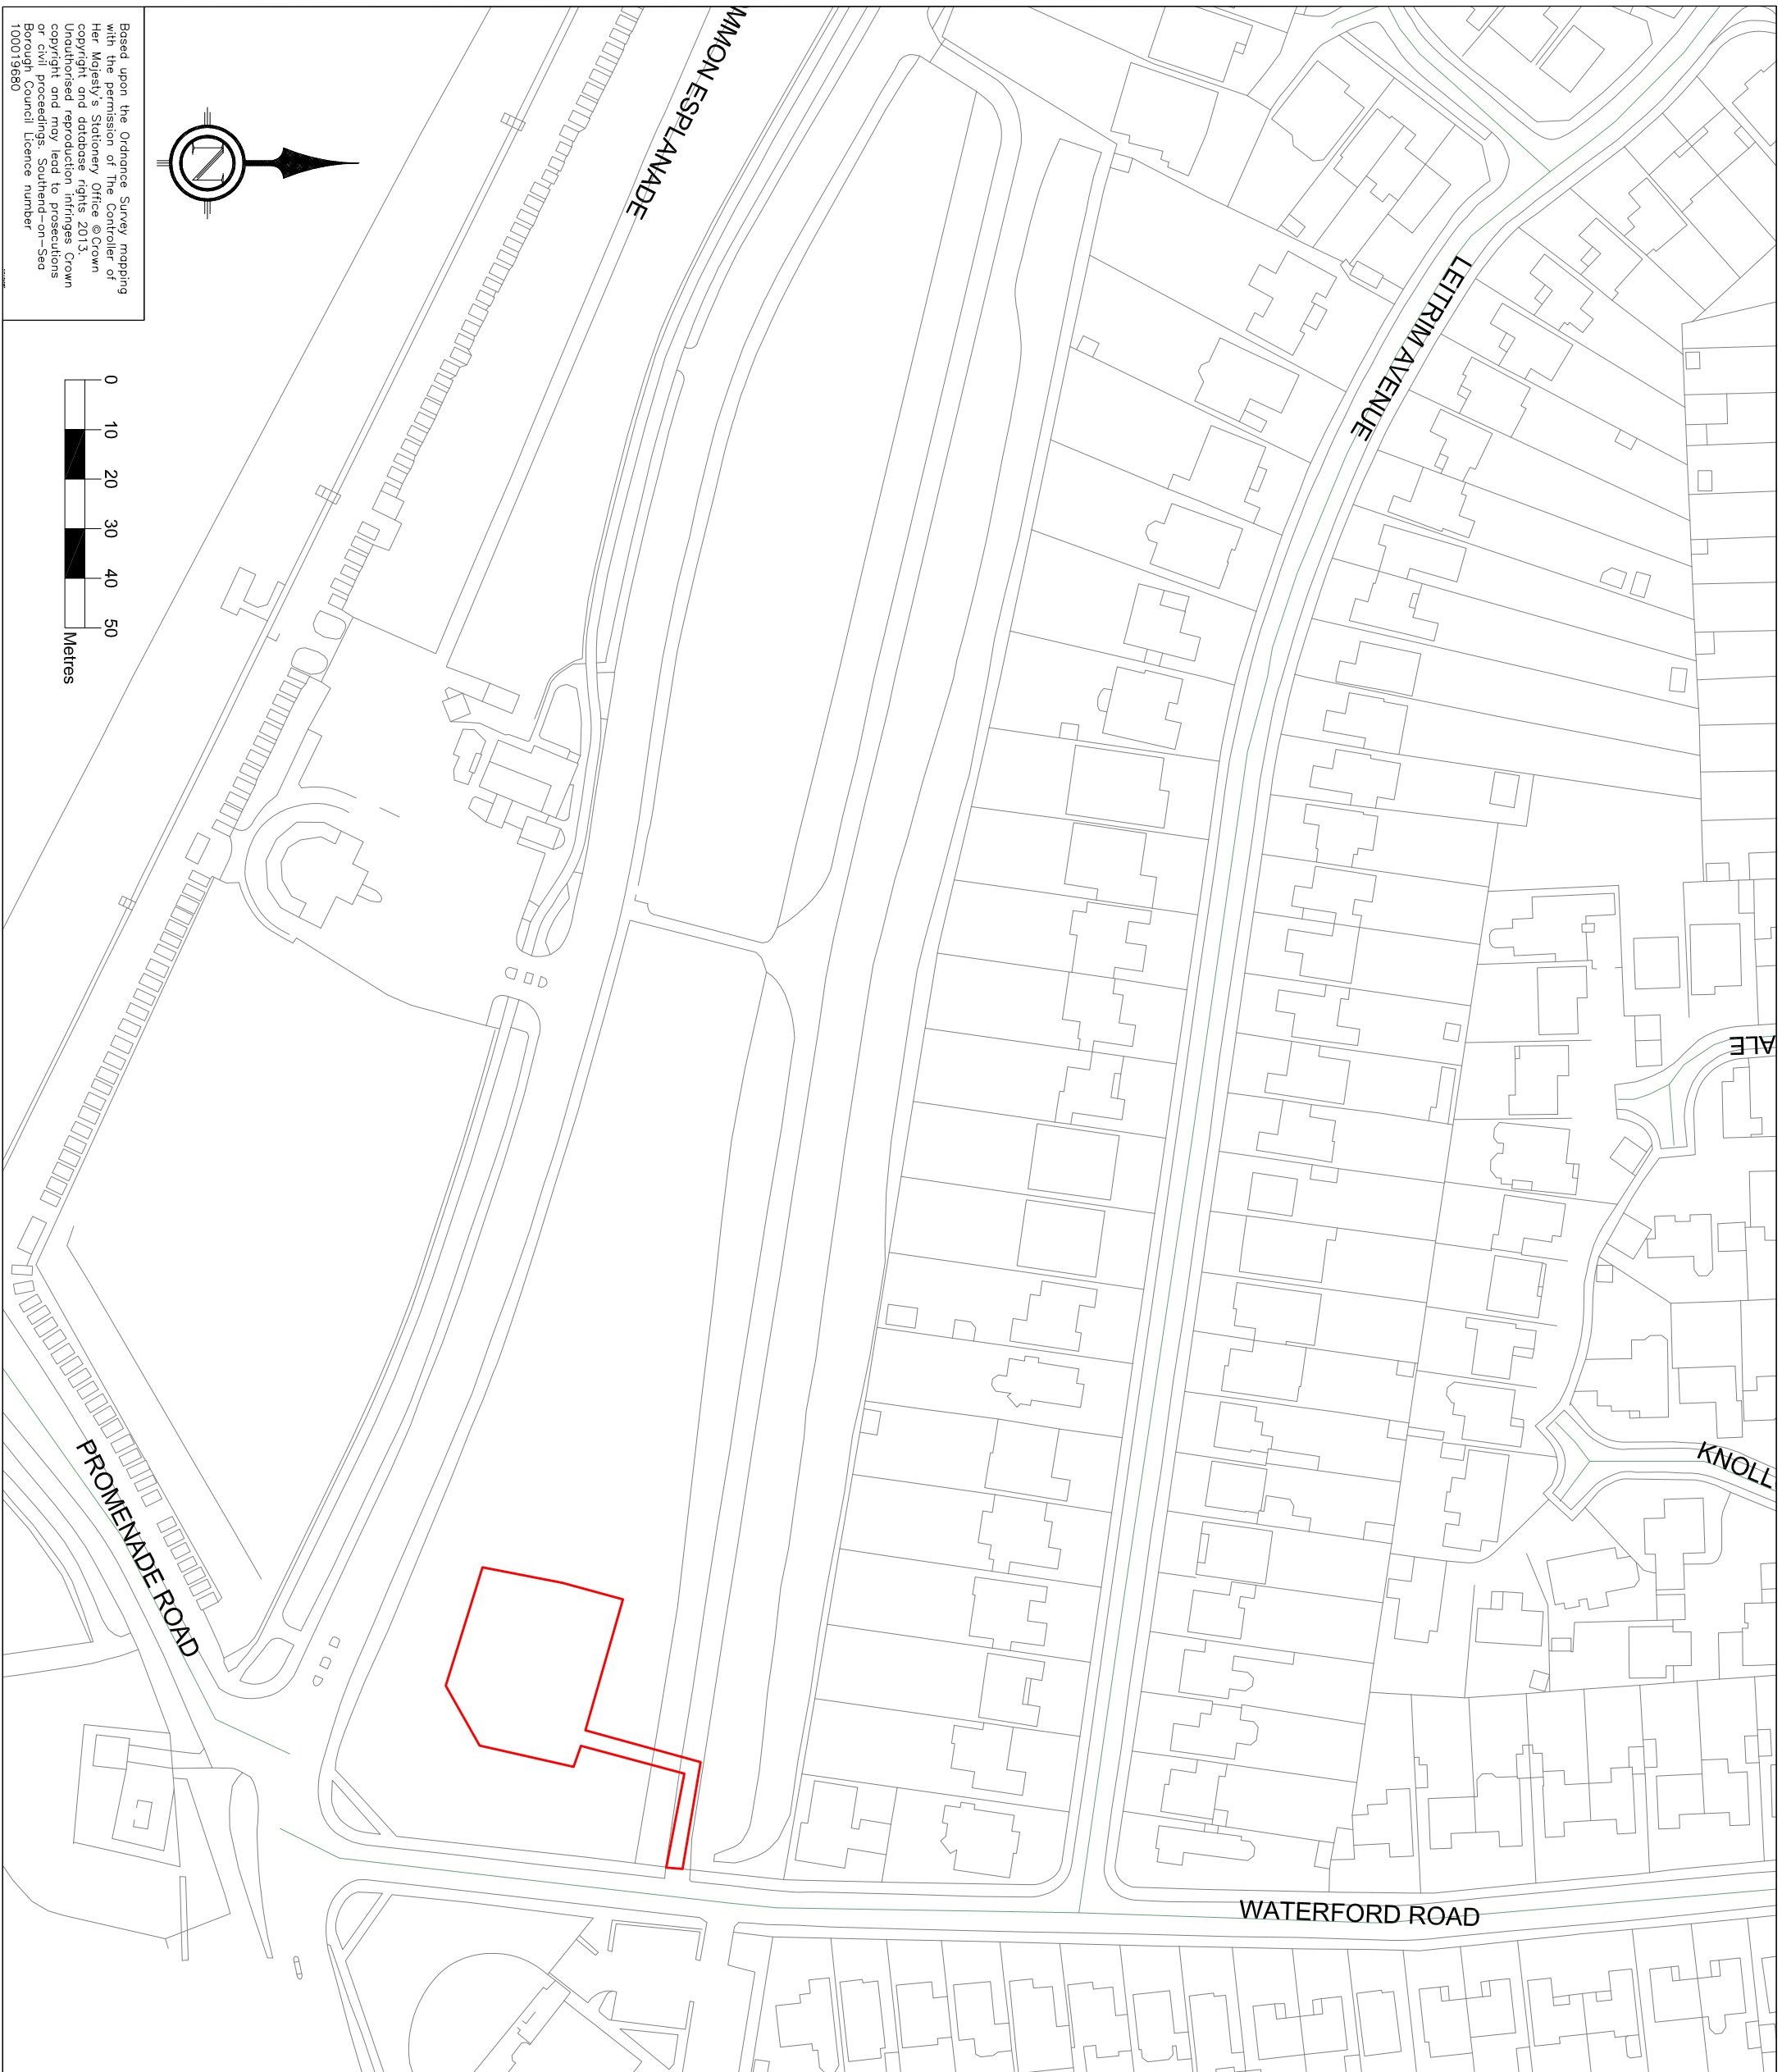 Based upon the Ordnance Survey mapping
with the permission of The Controller of
Her Majesty's Stationery Office © Crown
copyright and database rights 2013.
Unauthorised reproduction infringes Crown
copyright and may lead to prosecutions
or civil proceedings. Southend-on-Sea
Borough Council Licence number
100019680
N
0 10 20 30 40 50
Metres
MMON ESPLANADE
LEITRIM AVENUE
ALE
KNOLL
PROMENADE ROAD
WATERFORD ROAD